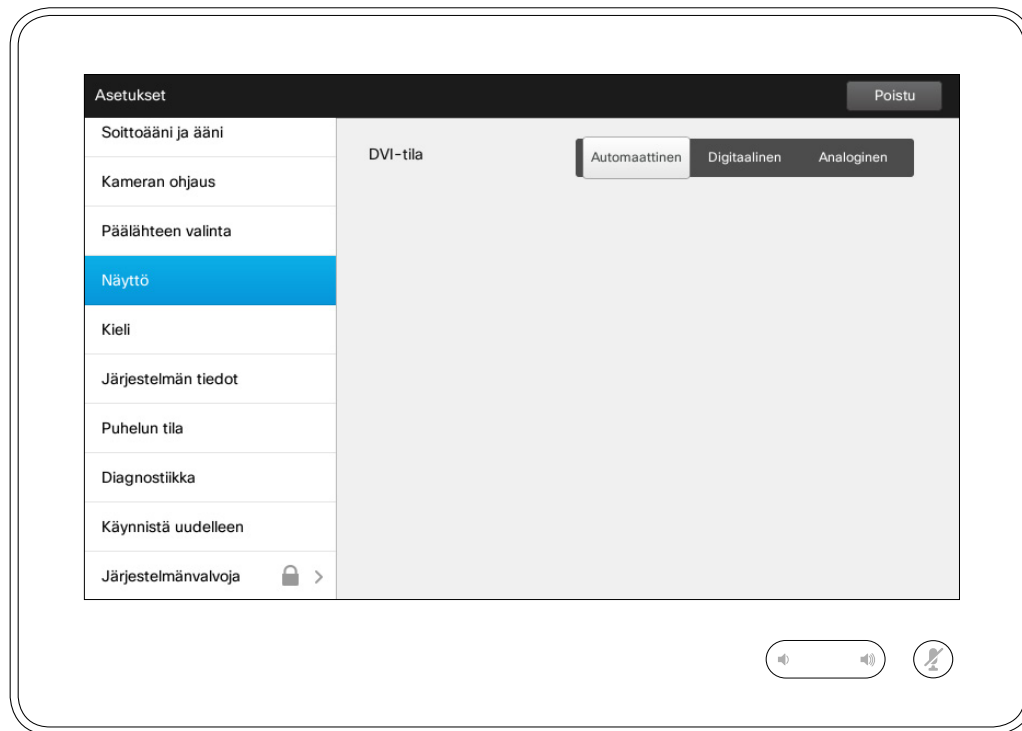 Asetukset
Poistu
Soittoääni ja ääni
Kameran ohjaus
Päälähteen valinta
Näyttö
Kieli
Järjestelmän tiedot
Puhelun tila
Diagnostiikka
Käynnistä uudelleen
Järjestelmänvalvoja
DVI-tila
Automaattinen
Digitaalinen
Analoginen